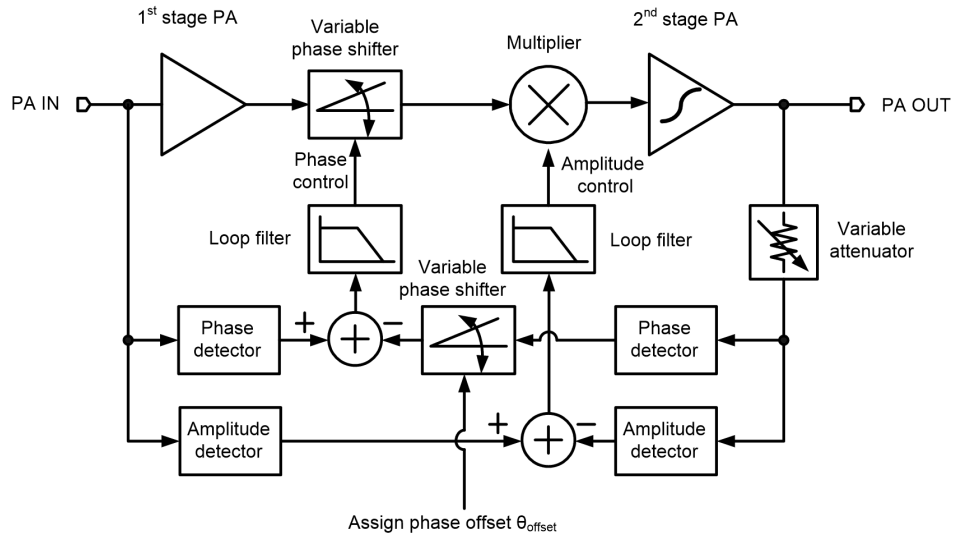 1st stage PA
Variable
phase shifter
Multiplier
2nd stage PA
PA IN
PA OUT
Phase
control
Amplitude
control
Loop filter
Loop filter
Variable
attenuator
Variable
phase shifter
Phase
detector
+
+
−
Phase
detector
Amplitude
detector
+
+
−
Amplitude
detector
Assign phase offset θoffset